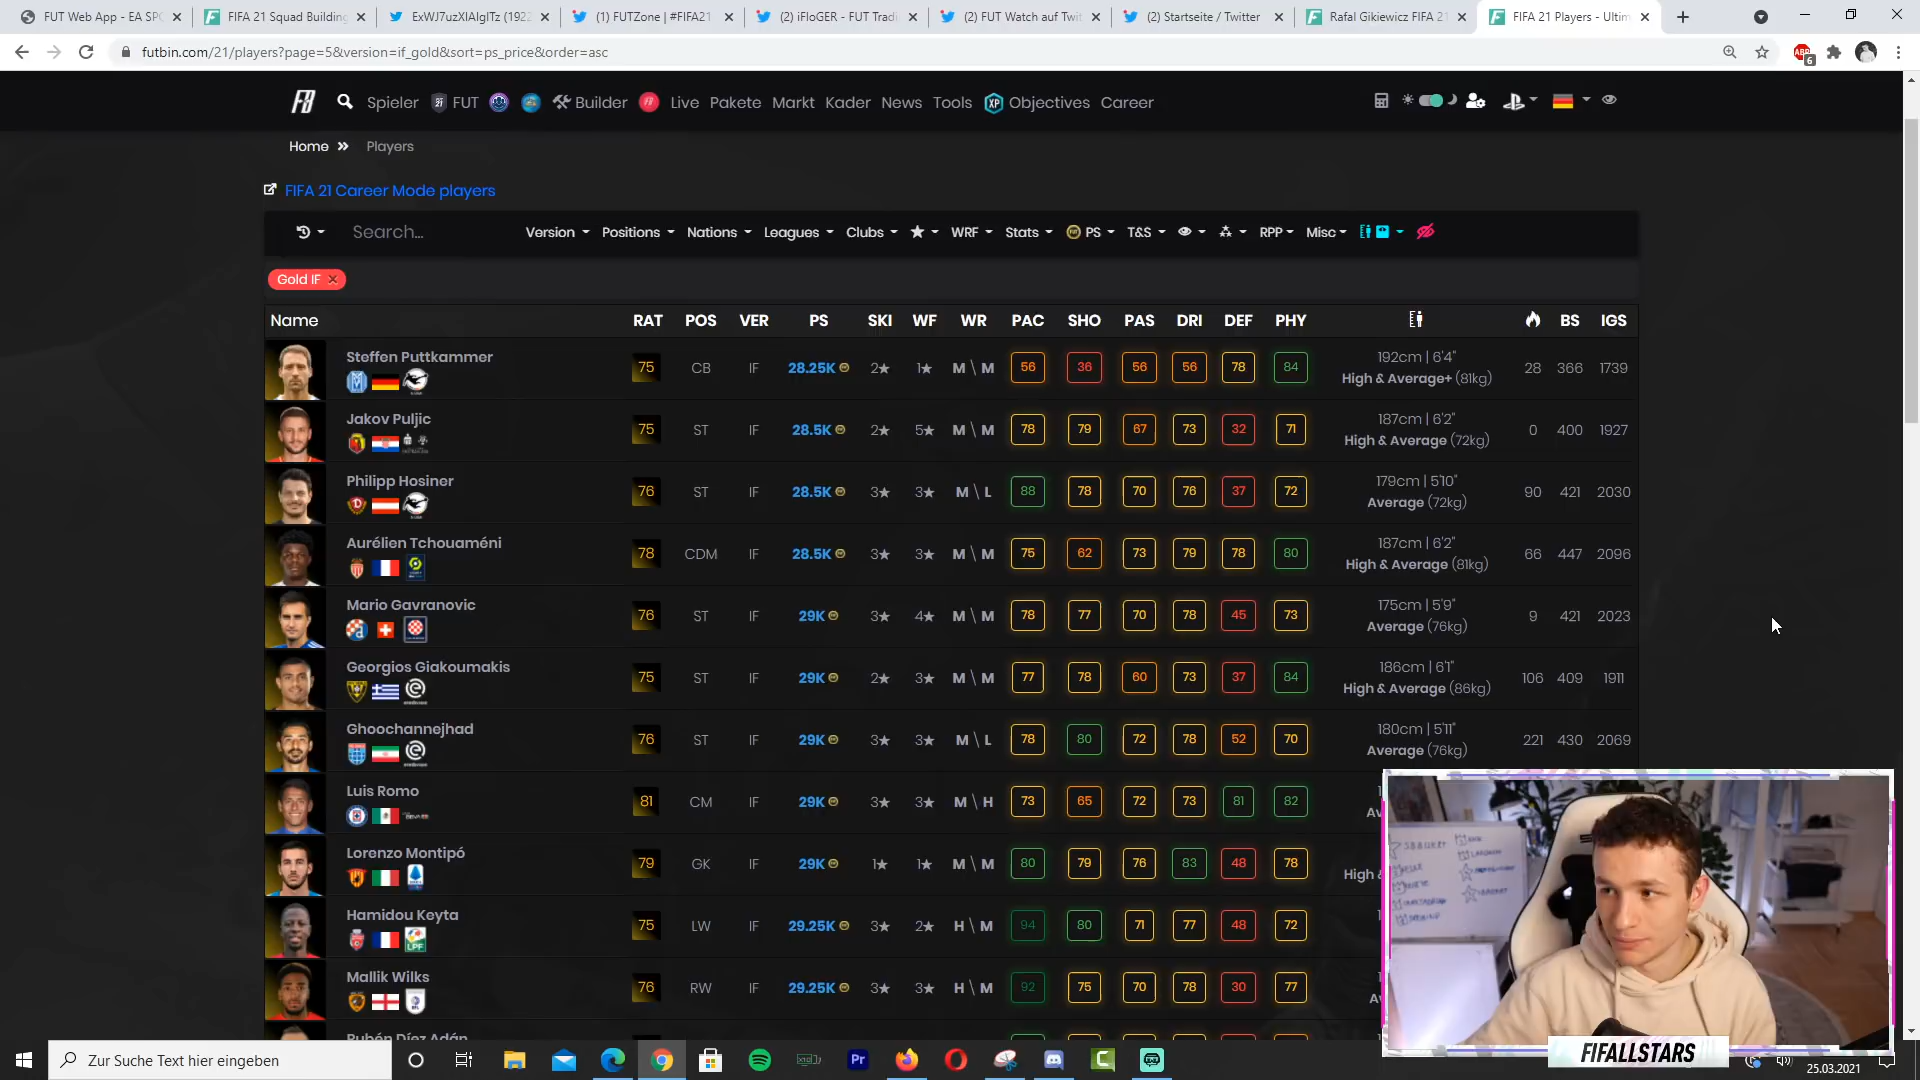 FUT Web App - EA SPO
FIFA 21 Squad Building
ExWJ7uzXIAIgITz (1922
(1) FUTZone | #FIFA21
(2) iFloGER - FUT Tradi
(2) FUT Watch auf Twit
(2) Startseite / Twitter
Rafal Gikiewicz FIFA 21
FIFA 21 Players - Ultim
futbin.com/21/players?page=5&version=if_gold&sort=ps_price&order=asc
6
Spieler FUT Builder Live Pakete Markt Kader News Tools XP Objectives Career
Home » Players
FIFA 21 Career Mode players
Search... Version Positions Nations Leagues Clubs WRF Stats PS T&S RPP Misc
Gold IF ×
Name RAT POS VER PS SKI WF WR PAC SHO PAS DRI DEF PHY BS IGS
Steffen Puttkammer 75 CB IF 28.25K 2★ 1★ M \ M 56 36 56 56 78 84 192cm | 6'4" 28 366 1739
High & Average+ (81kg)
Jakov Puljic 75 ST IF 28.5K 2★ 5★ M \ M 78 79 67 73 32 71 187cm | 6'2" 0 400 1927
High & Average (72kg)
Philipp Hosiner 76 ST IF 28.5K 3★ 3★ M \ L 88 78 70 76 37 72 179cm | 5'10" 90 421 2030
Average (72kg)
Aurélien Tchouaméni 78 CDM IF 28.5K 3★ 3★ M \ M 75 62 73 79 78 80 187cm | 6'2" 66 447 2096
High & Average (81kg)
Mario Gavranovic 76 ST IF 29K 3★ 4★ M \ M 78 77 70 78 45 73 175cm | 5'9" 9 421 2023
Average (76kg)
Georgios Giakoumakis 75 ST IF 29K 2★ 3★ M \ M 77 78 60 73 37 84 186cm | 6'1" 106 409 1911
High & Average (86kg)
Ghoochannejhad 76 ST IF 29K 3★ 3★ M \ L 78 80 72 78 52 70 180cm | 5'11" 221 430 2069
Average (76kg)
Luis Romo 81 CM IF 29K 3★ 3★ M \ H 73 65 72 73 81 82
Lorenzo Montipó 79 GK IF 29K 1★ 1★ M \ M 80 79 76 83 48 78
High &
Hamidou Keyta 75 LW IF 29.25K 3★ 2★ H \ M 94 80 71 77 48 72
Mallik Wilks 76 RW IF 29.25K 3★ 3★ H \ M 92 75 70 78 30 77
Rubén Díez Adán
FIFALLSTARS
Zur Suche Text hier eingeben
25.03.2021